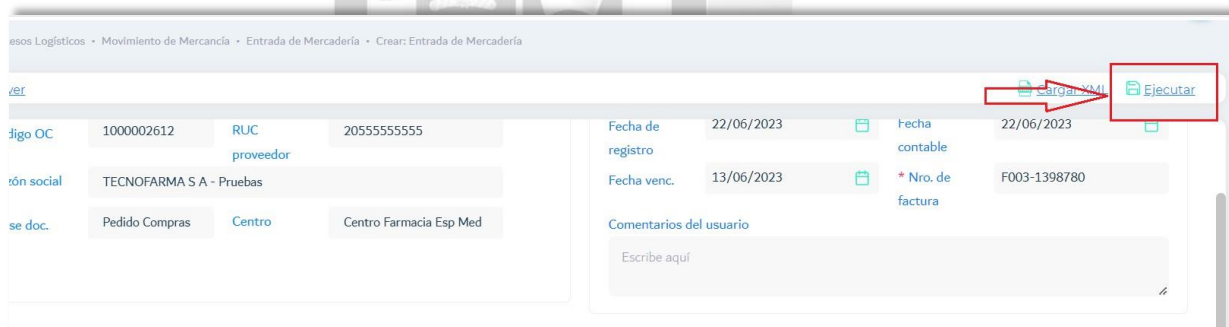 esos Logísticos • Movimiento de Mercancía • Entrada de Mercadería • Crear: Entrada de Mercadería
ver
Cargar XML
Ejecutar
digo OC
1000002612
RUC
proveedor
20555555555
Fecha de
registro
22/06/2023
Fecha
contable
22/06/2023
zón social
TECNOFARMA S A - Pruebas
Fecha venc.
13/06/2023
* Nro. de
factura
F003-1398780
se doc.
Pedido Compras
Centro
Centro Farmacia Esp Med
Comentarios del usuario
Escribe aquí